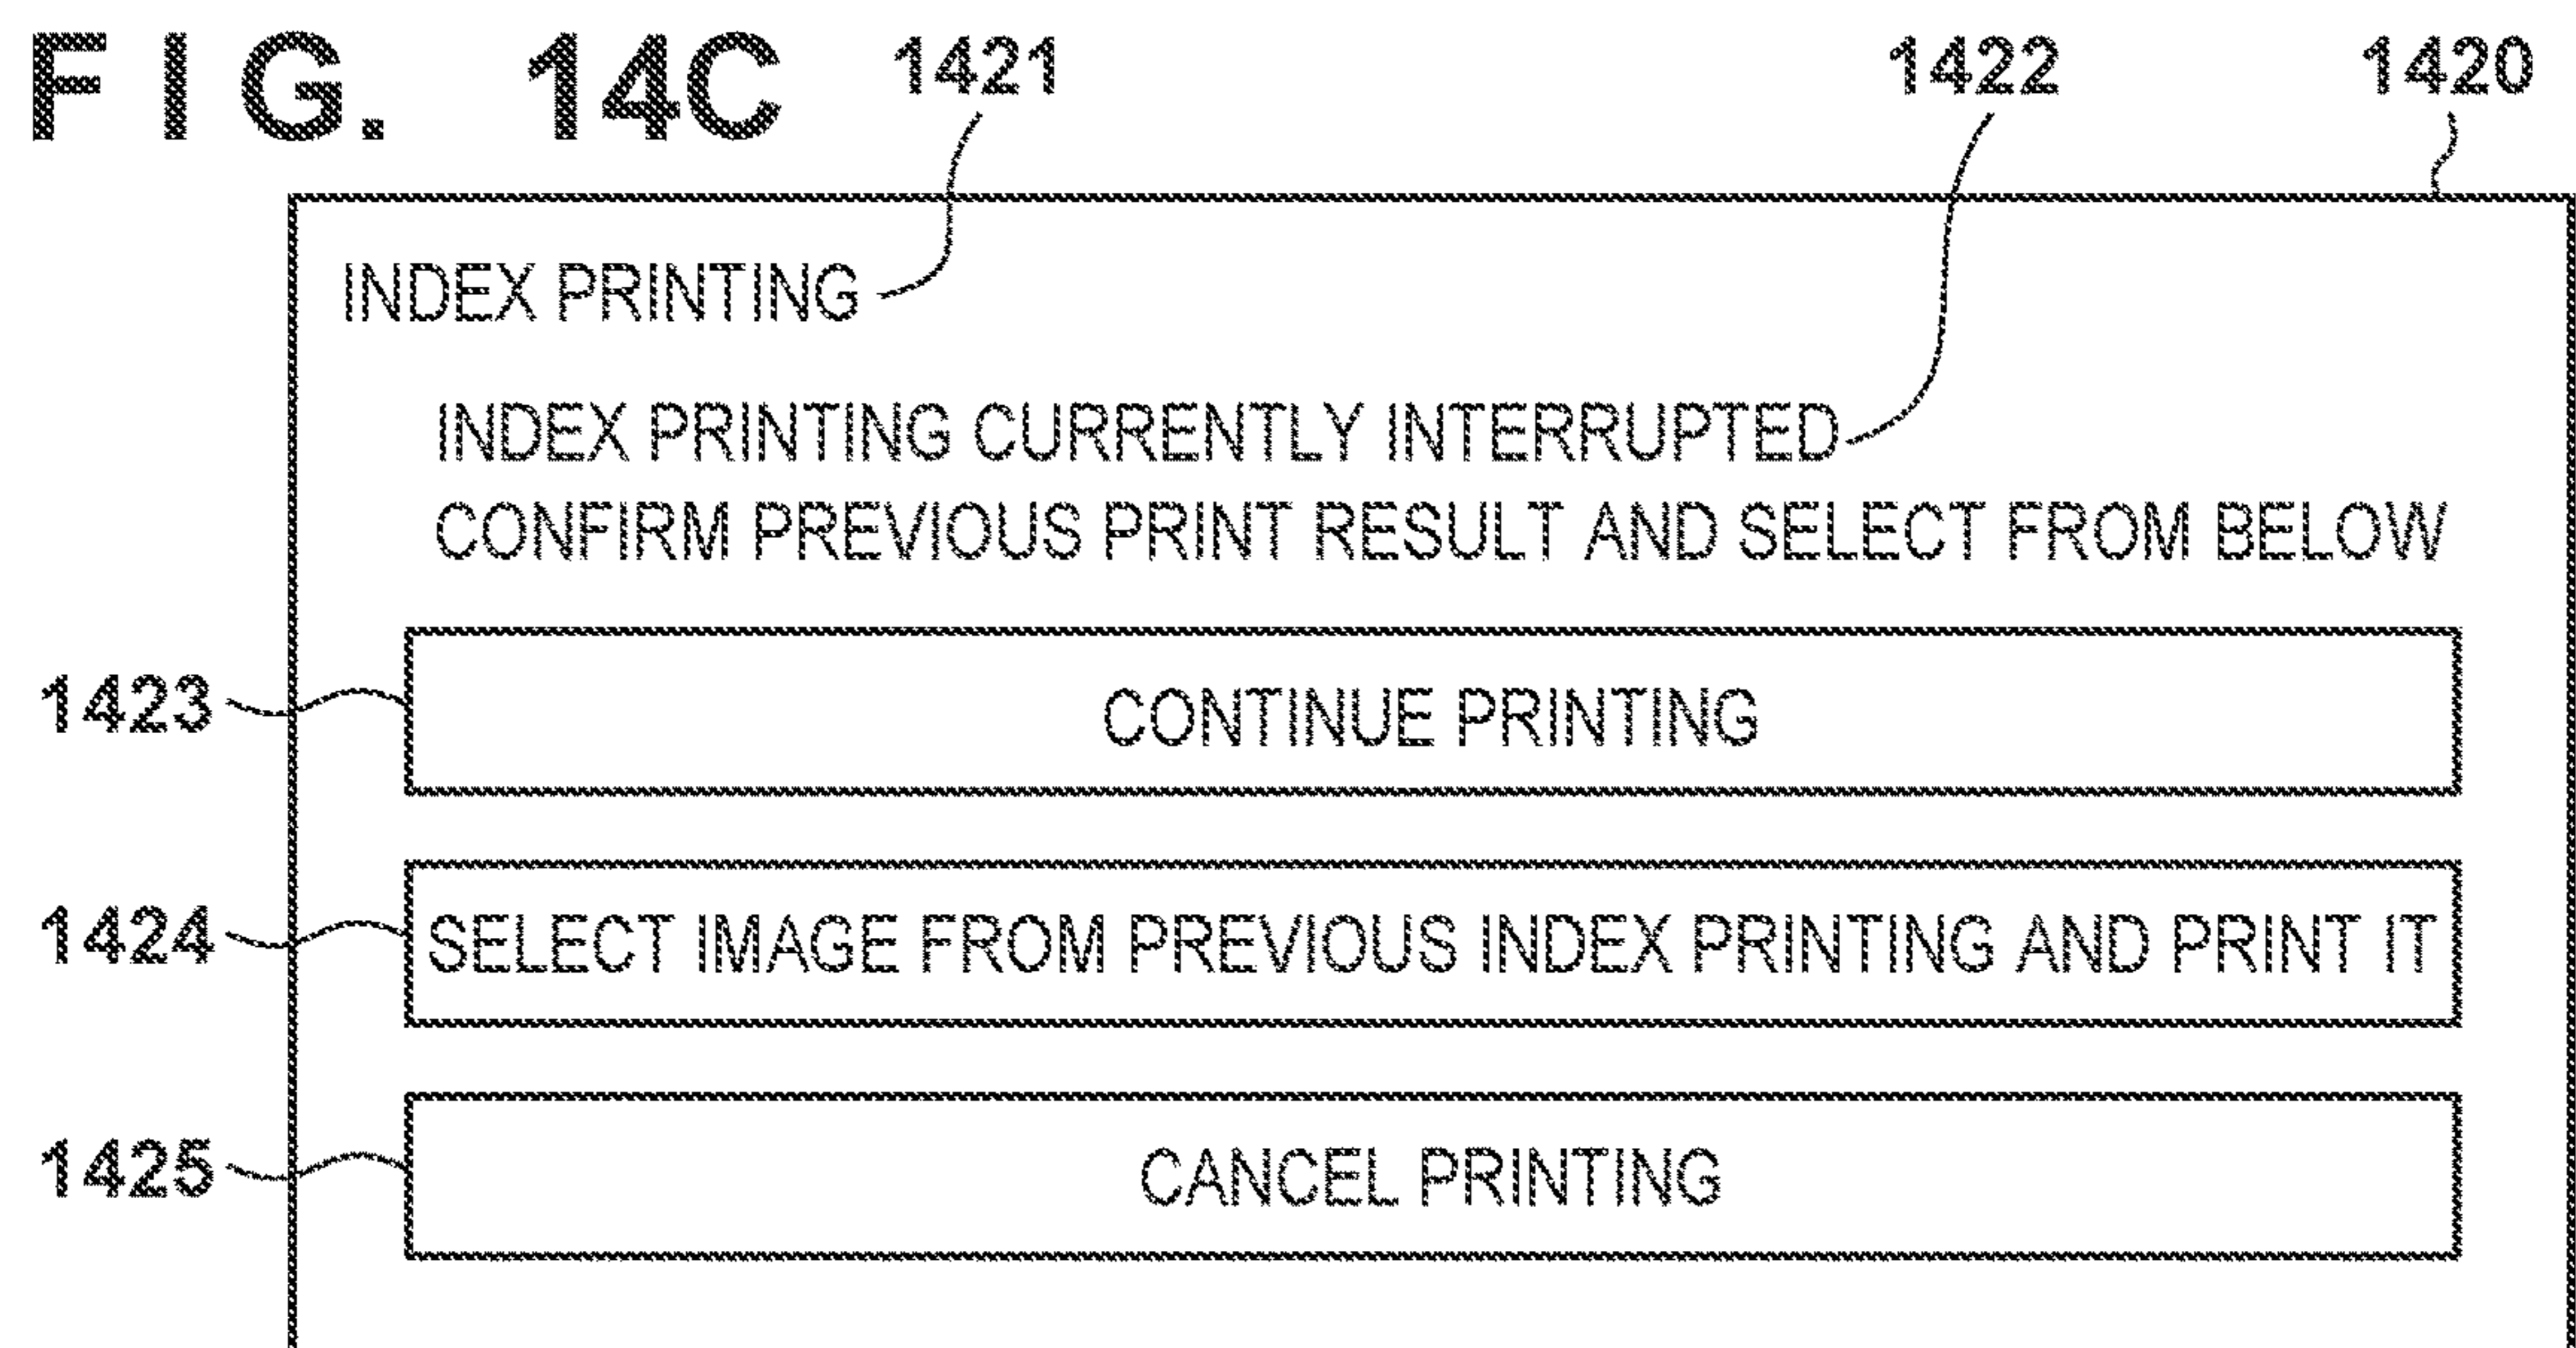 FIG. 14C 1421 1422 1420
INDEX PRINTING
INDEX PRINTING CURRENTLY INTERRUPTED
CONFIRM PREVIOUS PRINT RESULT AND SELECT FROM BELOW
1423 CONTINUE PRINTING
1424 SELECT IMAGE FROM PREVIOUS INDEX PRINTING AND PRINT IT
1425 CANCEL PRINTING